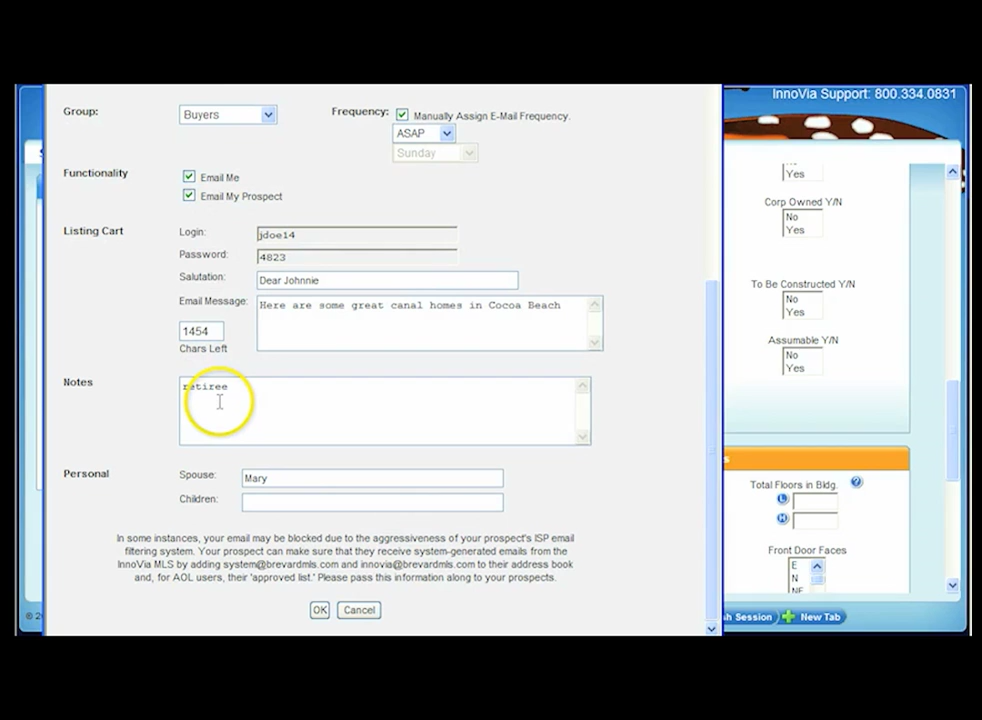 InnoVia Support: 800.334.0831
Group:
Buyers
Frequency:
Manually Assign E-Mail Frequency.
ASAP
Sunday
Functionality
Email Me
Email My Prospect
Listing Cart
Login:
jdoe14
Password:
4823
Salutation:
Dear Johnnie
Email Message:
Here are some great canal homes in Cocoa Beach
1454
Chars Left
Notes
retiree
Personal
Spouse:
Mary
Children:
In some instances, your email may be blocked due to the aggressiveness of your prospect's ISP email
filtering system. Your prospect can make sure that they receive system-generated emails from the
InnoVia MLS by adding system@brevardmls.com and innovia@brevardmls.com to their address book
and, for AOL users, their 'approved list.' Please pass this information along to your prospects.
OK
Cancel
Yes
Corp Owned Y/N
No
Yes
To Be Constructed Y/N
No
Yes
Assumable Y/N
No
Yes
Total Floors in Bldg.
?
L
H
Front Door Faces
E
N
NE
Session
New Tab